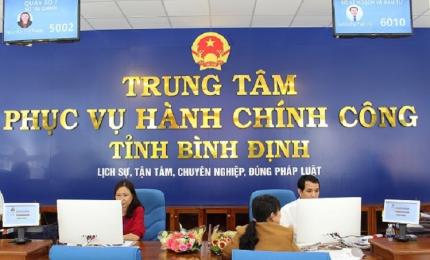 5002
6010
TRUNG TÂM
PHỤC VỤ HÀNH CHÍNH CÔNG
TỈNH BÌNH ĐỊNH
LỊCH SỰ, TẬN TÂM, CHUYÊN NGHIỆP, ĐÚNG PHÁP LUẬT